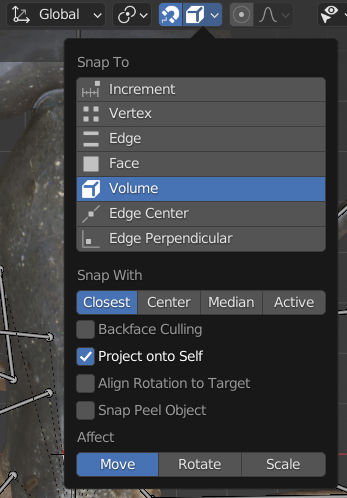 Global
Snap To
Increment
Vertex
Edge
Face
Volume
Edge Center
Edge Perpendicular
Snap With
Closest Center Median Active
Backface Culling
Project onto Self
Align Rotation to Target
Snap Peel Object
Affect
Move Rotate Scale